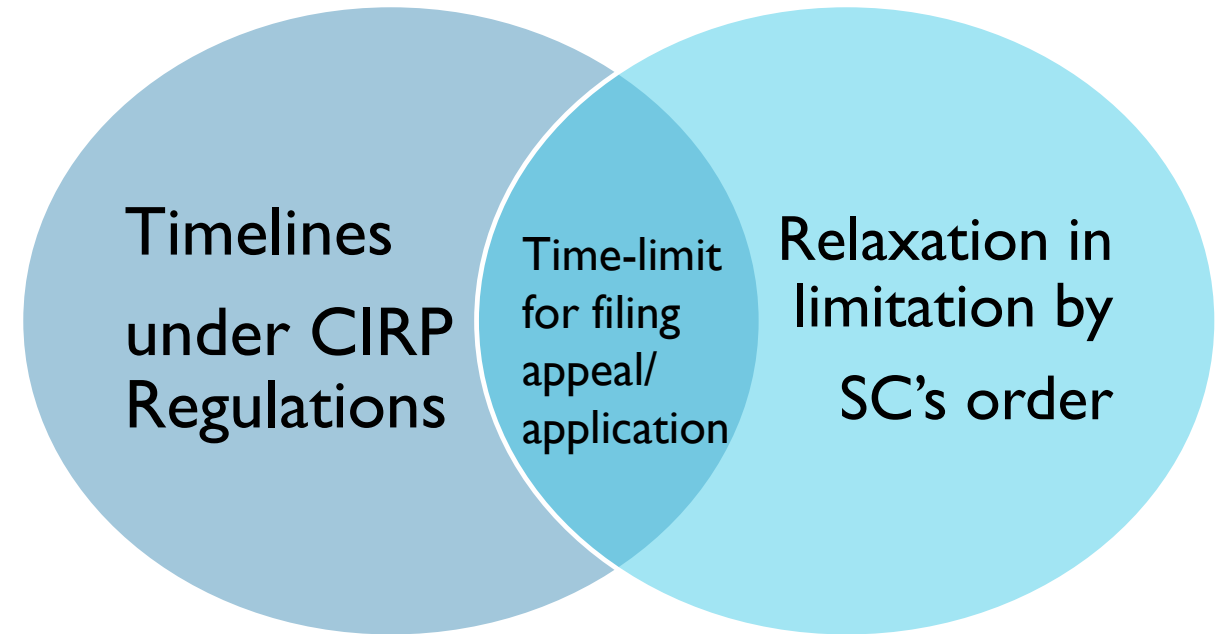 Timelines
under CIRP
Regulations
Time-limit
for filing
appeal/
application
Relaxation in
limitation by
SC's order